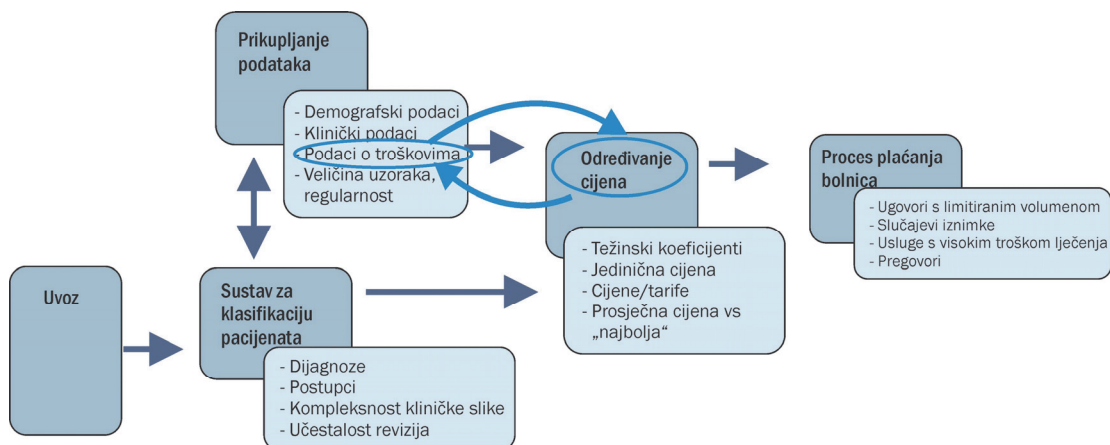 Prikupljanje
podataka
- Demografski podaci
- Klinički podaci
- Podaci o troškovima
- Veličina uzoraka,
regularnost
Određivanje
cijena
- Težinski koeficijenti
- Jedinična cijena
- Cijene/tarife
- Prosječna cijena vs
„najbolja“
Proces plaćanja
bolnica
- Ugovori s limitiranim volumenom
- Slučajevi iznimke
- Usluge s visokim troškom lječenja
- Pregovori
Uvoz
Sustav za
klasifikaciju
pacijenata
- Dijagnoze
- Postupci
- Kompleksnost kliničke slike
- Učestalost revizija